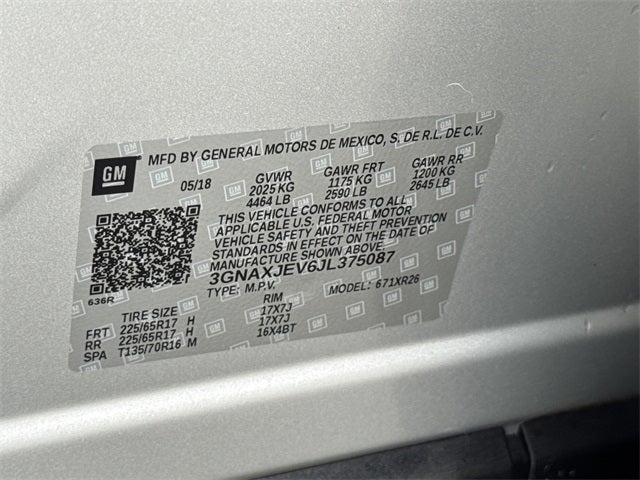 GM
MFD BY GENERAL MOTORS DE MEXICO, S. DE R.L. DE C.V.
05/18 GVWR GAWR FRT GAWR RR
2025 KG 1175 KG 1200 KG
4464 LB 2590 LB 2645 LB
THIS VEHICLE CONFORMS TO ALL
APPLICABLE U.S. FEDERAL MOTOR
VEHICLE SAFETY AND THEFT PREVENTION
STANDARDS IN EFFECT ON THE DATE OF
MANUFACTURE SHOWN ABOVE.
3GNAXJEV6JL375087
TYPE: M.P.V. MODEL: 671XR26
636R
TIRE SIZE RIM
FRT 225/65R17 H 17X7J
RR 225/65R17 H 17X7J
SPA T135/70R16 M 16X4BT